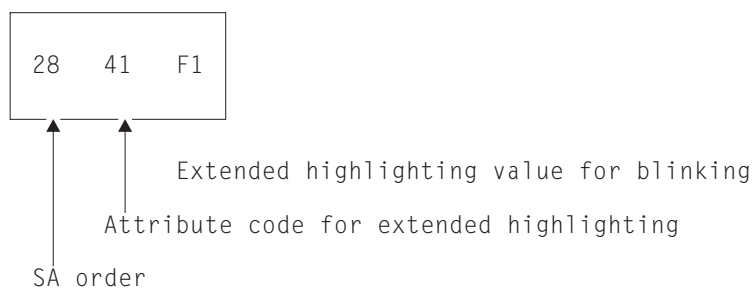 28 41 F1
Extended highlighting value for blinking
Attribute code for extended highlighting
SA order